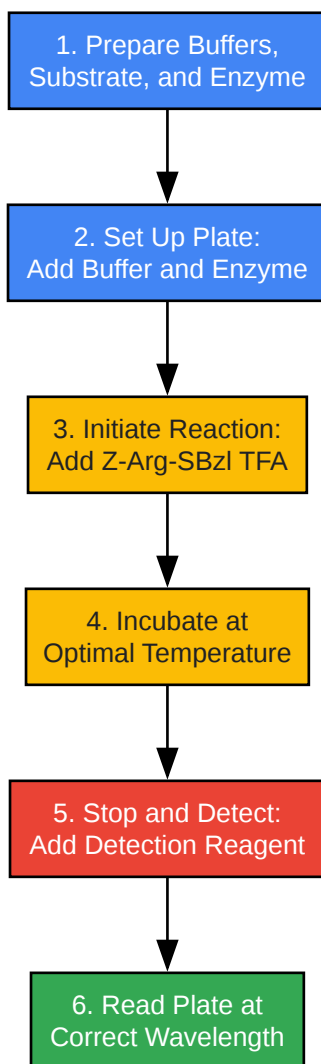 1. Prepare Buffers,
Substrate, and Enzyme
2. Set Up Plate:
Add Buffer and Enzyme
3. Initiate Reaction:
Add Z-Arg-SBzl TFA
4. Incubate at
Optimal Temperature
5. Stop and Detect:
Add Detection Reagent
6. Read Plate at
Correct Wavelength